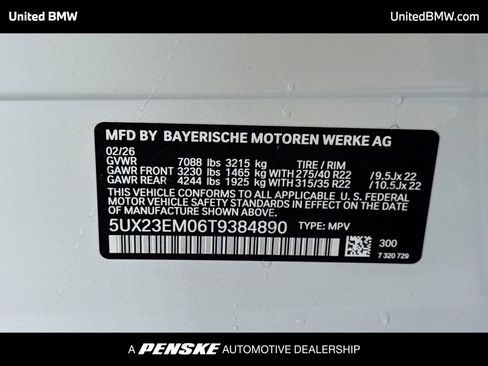 United BMW
UnitedBMW.com
MFD BY BAYERISCHE MOTOREN WERKE AG
02/26
GVWR 7088 lbs 3215 kg TIRE / RIM
GAWR FRONT 3230 lbs 1465 kg WITH 275/40 R22 / 9.5Jx 22
GAWR REAR 4244 lbs 1925 kg WITH 315/35 R22 / 10.5Jx 22
THIS VEHICLE CONFORMS TO ALL APPLICABLE U. S. FEDERAL
MOTOR VEHICLE SAFETY STANDARDS IN EFFECT
ON THE DATE OF MANUFACTURE SHOWN ABOVE.
5UX23EM06T9384890 TYPE: MPV
300
7 320 729
A PENSKE AUTOMOTIVE DEALERSHIP